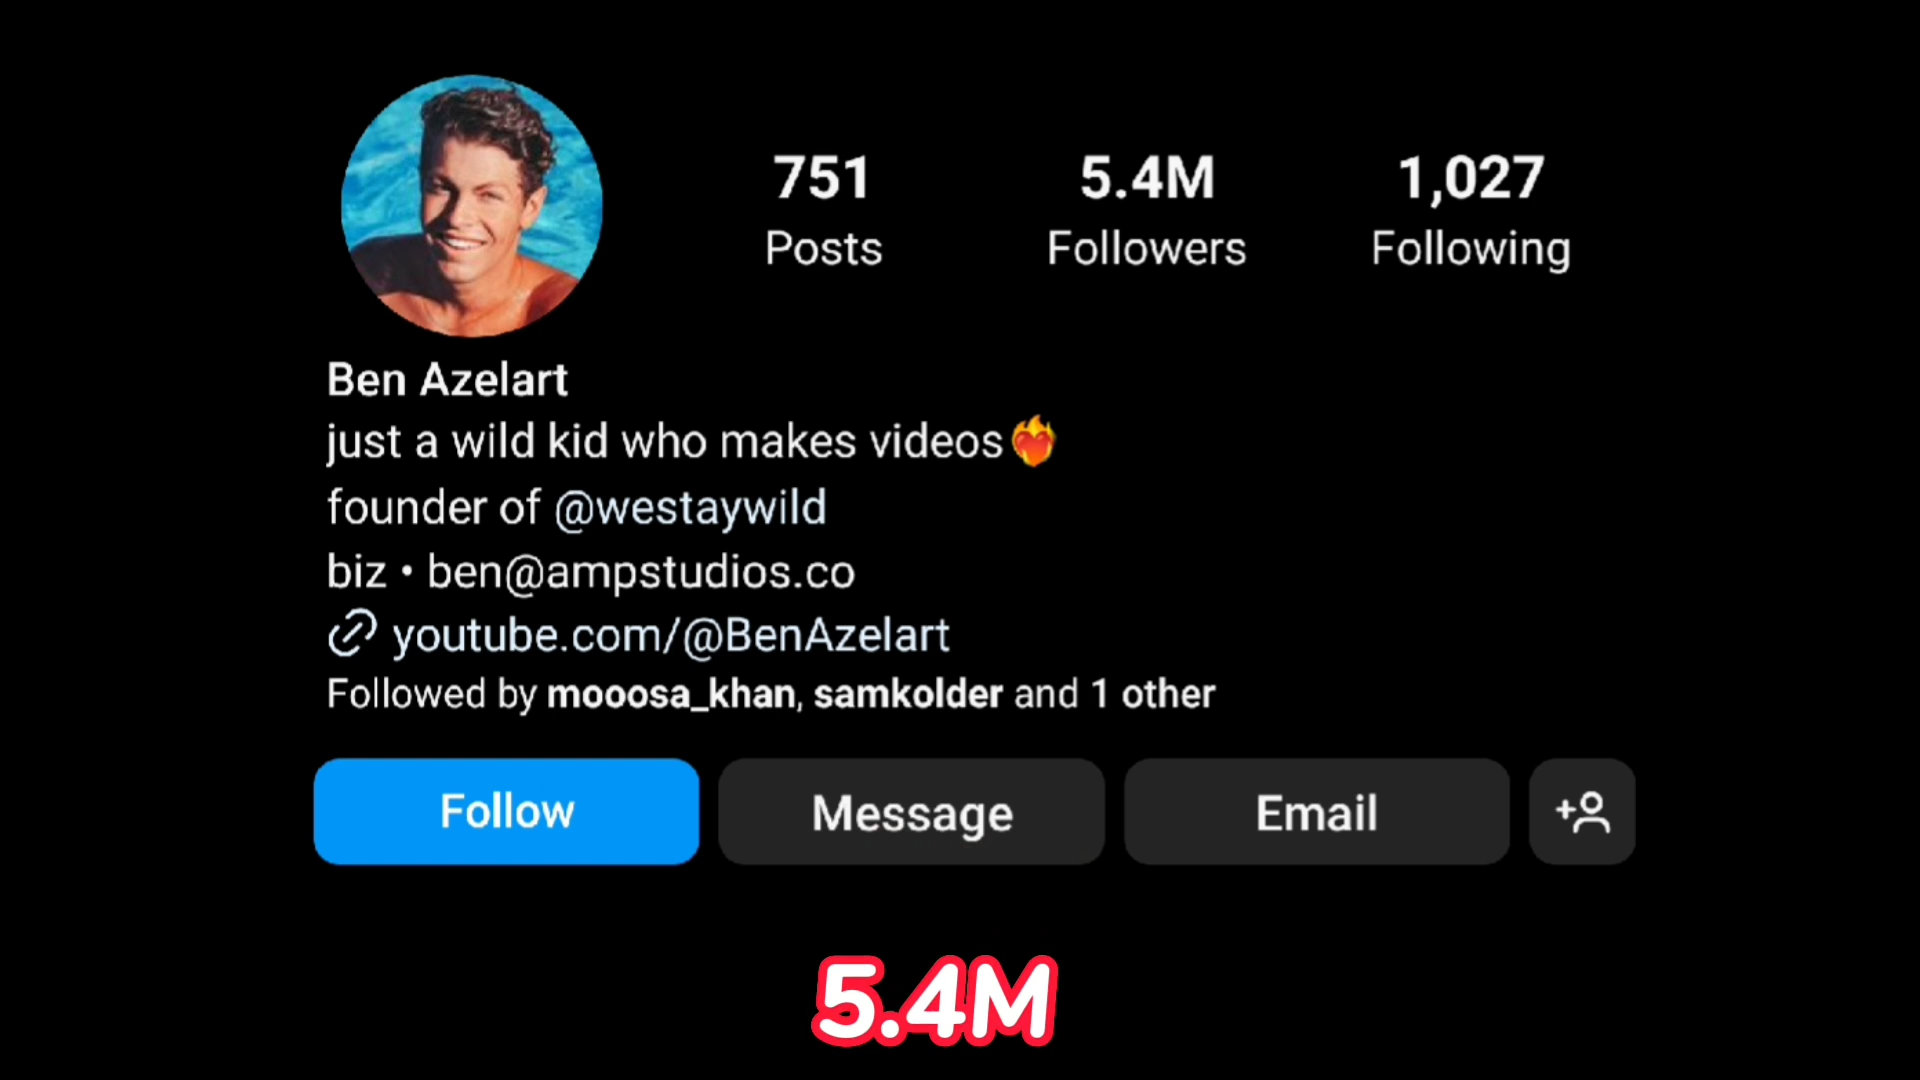 751 5.4M 1,027
Posts Followers Following
Ben Azelart
just a wild kid who makes videos❤️‍🔥
founder of @westaywild
biz • ben@ampstudios.co
youtube.com/@BenAzelart
Followed by mooosa_khan, samkolder and 1 other
Follow Message Email
5.4M